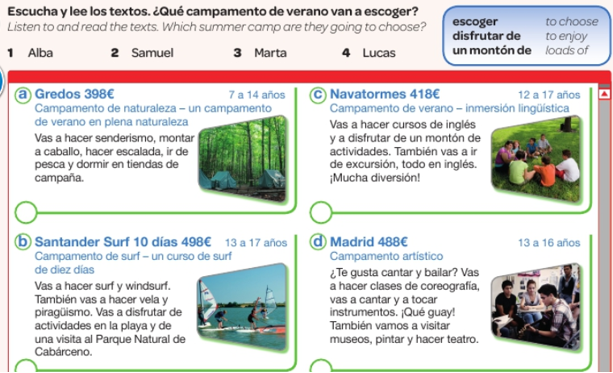 Escucha y lee los textos. ¿Qué campamento de verano van a escoger?
Listen to and read the texts. Which summer camp are they going to choose?
escoger to choose
disfrutar de to enjoy
un montón de loads of
1 Alba 2 Samuel 3 Marta 4 Lucas
a Gredos 398€ 7 a 14 años
Campamento de naturaleza – un campamento
de verano en plena naturaleza
Vas a hacer senderismo, montar
a caballo, hacer escalada, ir de
pesca y dormir en tiendas de
campaña.
c Navatormes 418€ 12 a 17 años
Campamento de verano – inmersión lingüística
Vas a hacer cursos de inglés
y a disfrutar de un montón de
actividades. También vas a ir
de excursión, todo en inglés.
¡Mucha diversión!
b Santander Surf 10 días 498€ 13 a 17 años
Campamento de surf – un curso de surf
de diez días
Vas a hacer surf y windsurf.
También vas a hacer vela y
piragüismo. Vas a disfrutar de
actividades en la playa y de
una visita al Parque Natural de
Cabárceno.
d Madrid 488€ 13 a 16 años
Campamento artístico
¿Te gusta cantar y bailar? Vas
a hacer clases de coreografía,
vas a cantar y a tocar
instrumentos. ¡Qué guay!
También vamos a visitar
museos, pintar y hacer teatro.